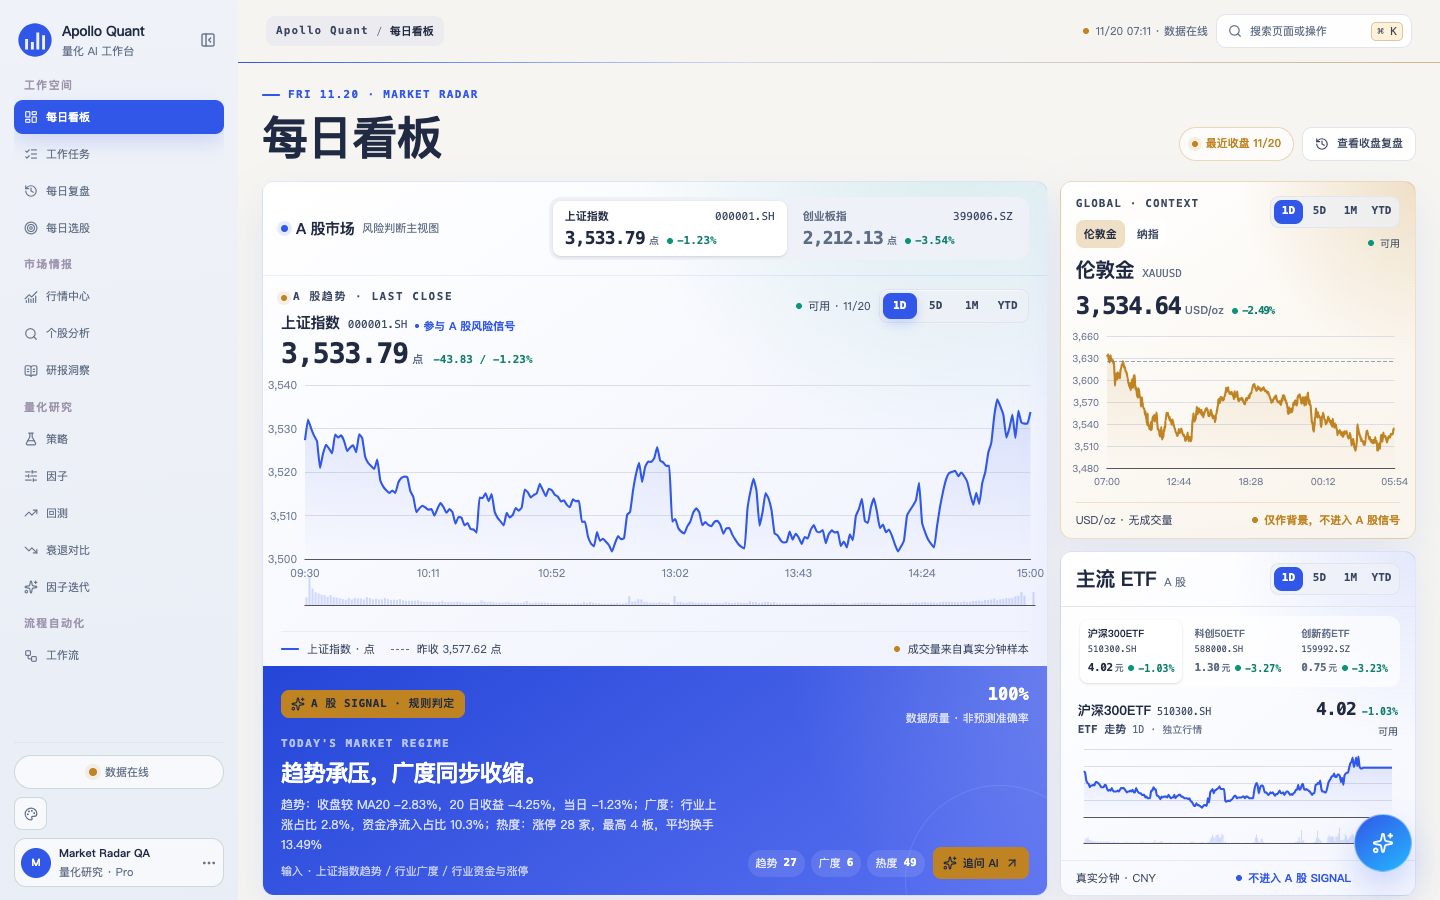 Apollo Quant
量化 AI 工作台
工作空间
每日看板
工作任务
每日复盘
每日选股
市场情报
行情中心
个股分析
研报洞察
量化研究
策略
因子
回测
衰退对比
因子迭代
流程自动化
工作流
数据在线
M
Market Radar QA
量化研究 · Pro
Apollo Quant / 每日看板
11/20 07:11 · 数据在线
搜索页面或操作
⌘ K
FRI 11.20 · MARKET RADAR
每日看板
最近收盘 11/20
查看收盘复盘
A 股市场 风险判断主视图
上证指数 000001.SH
3,533.79 点 −1.23%
创业板指 399006.SZ
2,212.13 点 −3.54%
A 股趋势 · LAST CLOSE
可用 · 11/20
1D 5D 1M YTD
上证指数 000001.SH 参与 A 股风险信号
3,533.79 点 −43.83 / −1.23%
3,540
3,530
3,520
3,510
3,500
09:30 10:11 10:52 13:02 13:43 14:24 15:00
上证指数 · 点 昨收 3,577.62 点
成交量来自真实分钟样本
A 股 SIGNAL · 规则判定
100%
数据质量 · 非预测准确率
TODAY'S MARKET REGIME
趋势承压，广度同步收缩。
趋势：收盘较 MA20 −2.83%，20 日收益 −4.25%，当日 −1.23%；广度：行业上
涨占比 2.8%，资金净流入占比 10.3%；热度：涨停 28 家，最高 4 板，平均换手
13.49%
输入 · 上证指数趋势 / 行业广度 / 行业资金与涨停
趋势 27
广度 6
热度 49
追问 AI
GLOBAL · CONTEXT
1D 5D 1M YTD
伦敦金 纳指
可用
伦敦金 XAUUSD
3,534.64 USD/oz −2.49%
3,660
3,630
3,600
3,570
3,540
3,510
3,480
07:00 12:44 18:28 00:12 05:54
USD/oz · 无成交量
仅作背景，不进入 A 股信号
主流 ETF A 股
1D 5D 1M YTD
沪深300ETF
510300.SH
4.02 元 −1.03%
科创50ETF
588000.SH
1.30 元 −3.27%
创新药ETF
159992.SZ
0.75 元 −3.23%
沪深300ETF 510300.SH
4.02 −1.03%
ETF 走势 1D · 独立行情
可用
真实分钟 · CNY
不进入 A 股 SIGNAL